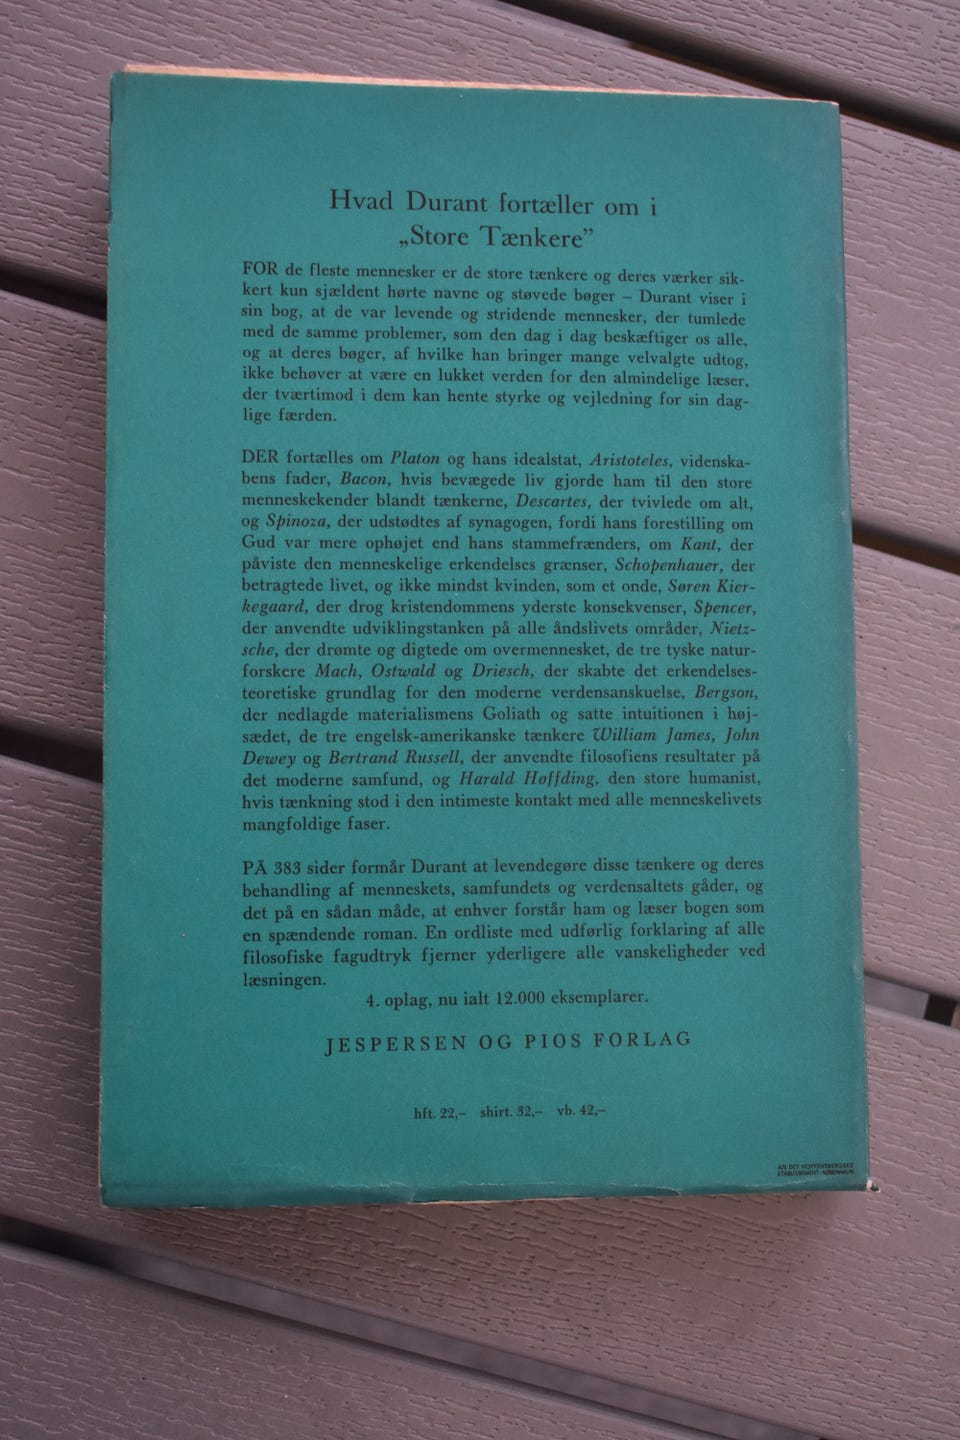 Hvad Durant fortæller om i
„Store Tænkere”
FOR de fleste mennesker er de store tænkere og deres værker sik-
kert kun sjældent hørte navne og støvede bøger – Durant viser i
sin bog, at de var levende og stridende mennesker, der tumlede
med de samme problemer, som den dag i dag beskæftiger os alle,
og at deres bøger, af hvilke han bringer mange velvalgte udtog,
ikke behøver at være en lukket verden for den almindelige læser,
der tværtimod i dem kan hente styrke og vejledning for sin dag-
lige færden.
DER fortælles om Platon og hans idealstat, Aristoteles, videnska-
bens fader, Bacon, hvis bevægede liv gjorde ham til den store
menneskekender blandt tænkerne, Descartes, der tvivlede om alt,
og Spinoza, der udstødtes af synagogen, fordi hans forestilling om
Gud var mere ophøjet end hans stammefrænders, om Kant, der
påviste den menneskelige erkendelses grænser, Schopenhauer, der
betragtede livet, og ikke mindst kvinden, som et onde, Søren Kier-
kegaard, der drog kristendommens yderste konsekvenser, Spencer,
der anvendte udviklingstanken på alle åndslivets områder, Nietz-
sche, der drømte og digtede om overmennesket, de tre tyske natur-
forskere Mach, Ostwald og Driesch, der skabte det erkendelses-
teoretiske grundlag for den moderne verdensanskuelse, Bergson,
der nedlagde materialismens Goliath og satte intuitionen i høj-
sædet, de tre engelsk-amerikanske tænkere William James, John
Dewey og Bertrand Russell, der anvendte filosofiens resultater på
det moderne samfund, og Harald Høffding, den store humanist,
hvis tænkning stod i den intimeste kontakt med alle menneskelivets
mangfoldige faser.
PÅ 383 sider formår Durant at levendegøre disse tænkere og deres
behandling af menneskets, samfundets og verdensaltets gåder, og
det på en sådan måde, at enhver forstår ham og læser bogen som
en spændende roman. En ordliste med udførlig forklaring af alle
filosofiske fagudtryk fjerner yderligere alle vanskeligheder ved
læsningen.
4. oplag, nu ialt 12.000 eksemplarer.
JESPERSEN OG PIOS FORLAG
hft. 22,– shirt. 32,– vb. 42,–
A/S DET HOFFENSBERGSKE
ETABLISSEMENT · KØBENHAVN